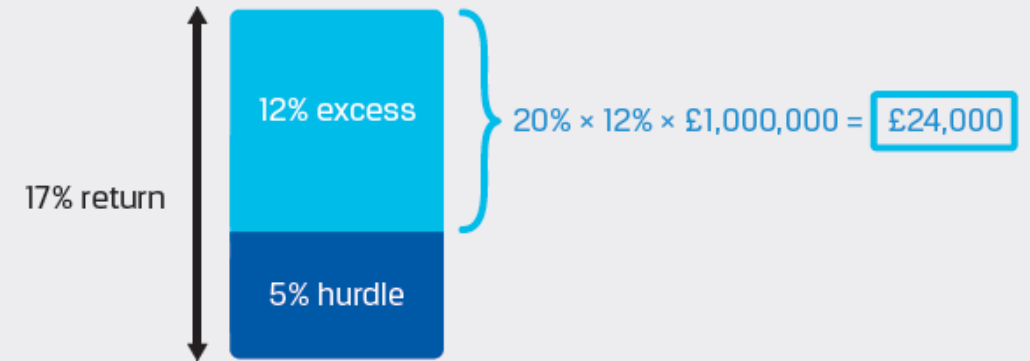 12% excess
20% × 12% × £1,000,000 = £24,000
17% return
5% hurdle